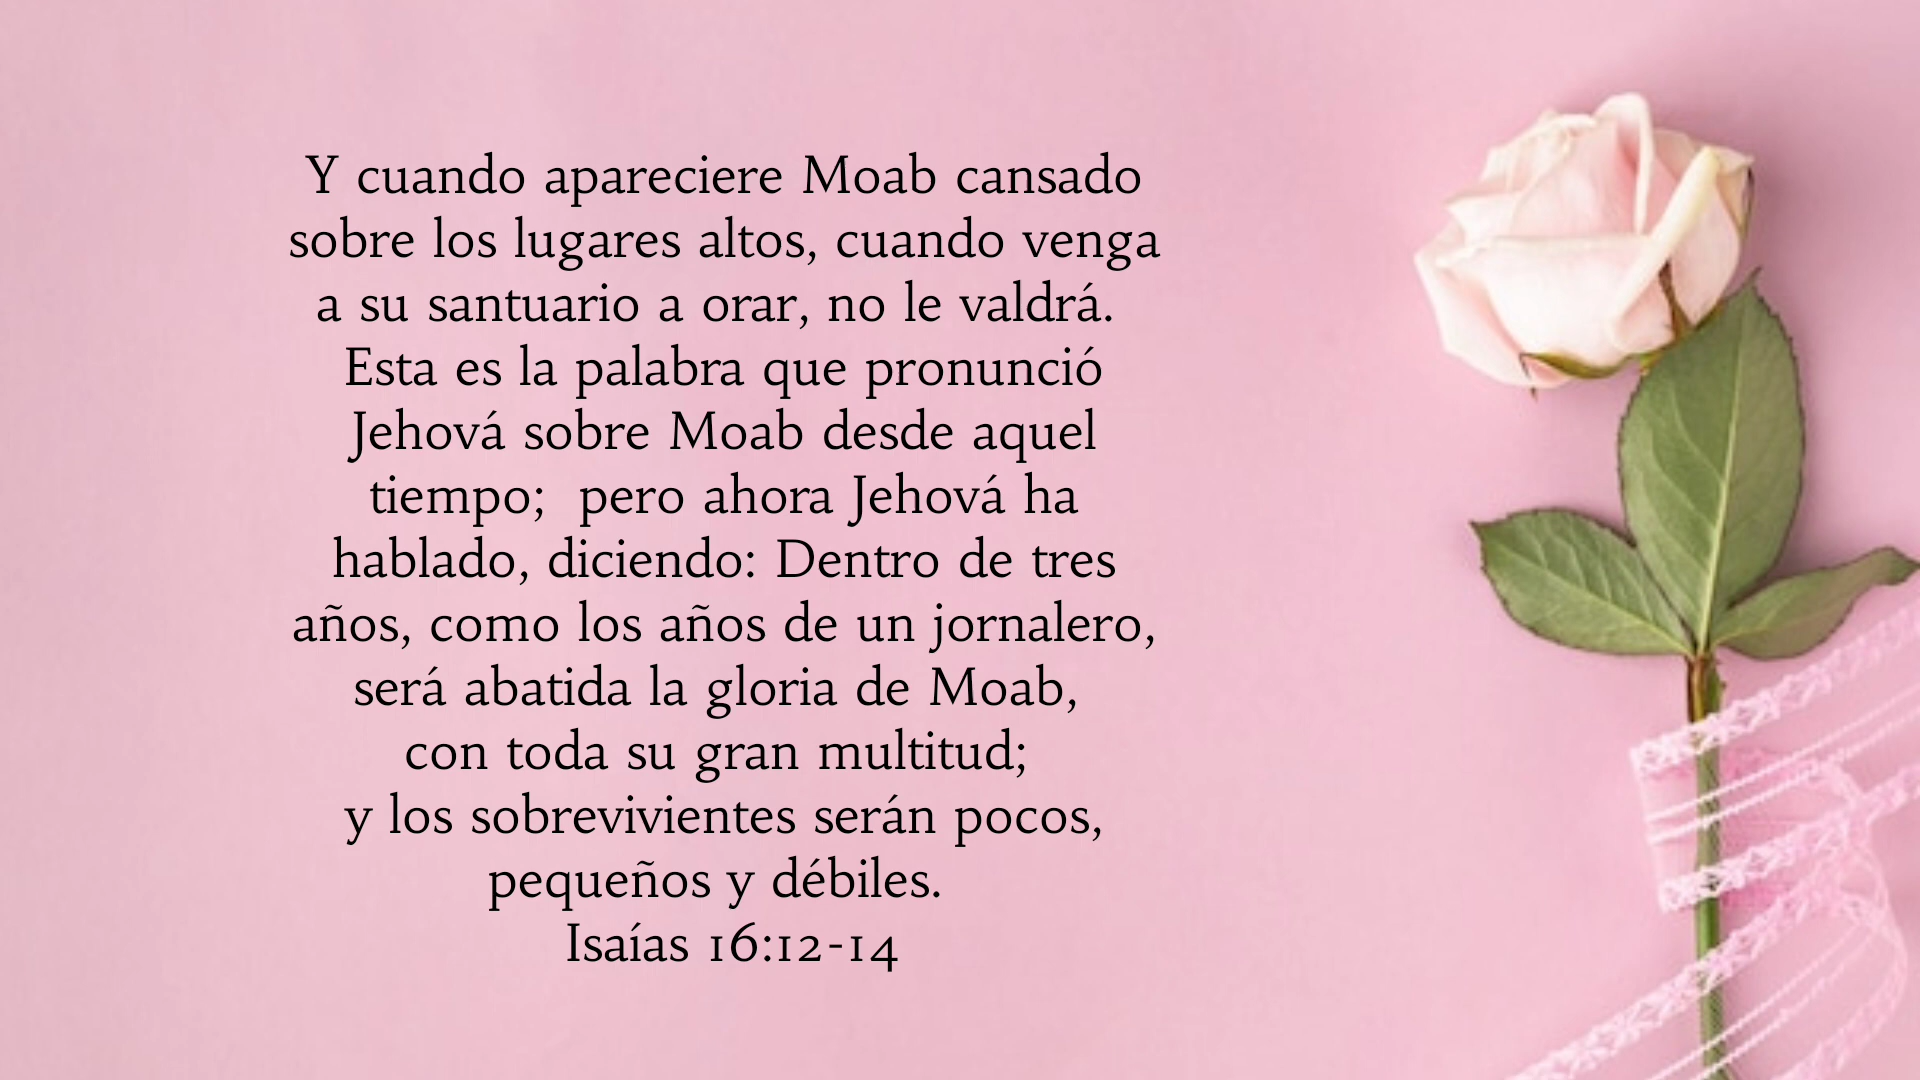 Y cuando apareciere Moab cansado
sobre los lugares altos, cuando venga
a su santuario a orar, no le valdrá.
Esta es la palabra que pronunció
Jehová sobre Moab desde aquel
tiempo;  pero ahora Jehová ha
hablado, diciendo: Dentro de tres
años, como los años de un jornalero,
será abatida la gloria de Moab,
con toda su gran multitud;
y los sobrevivientes serán pocos,
pequeños y débiles.
Isaías 16:12-14